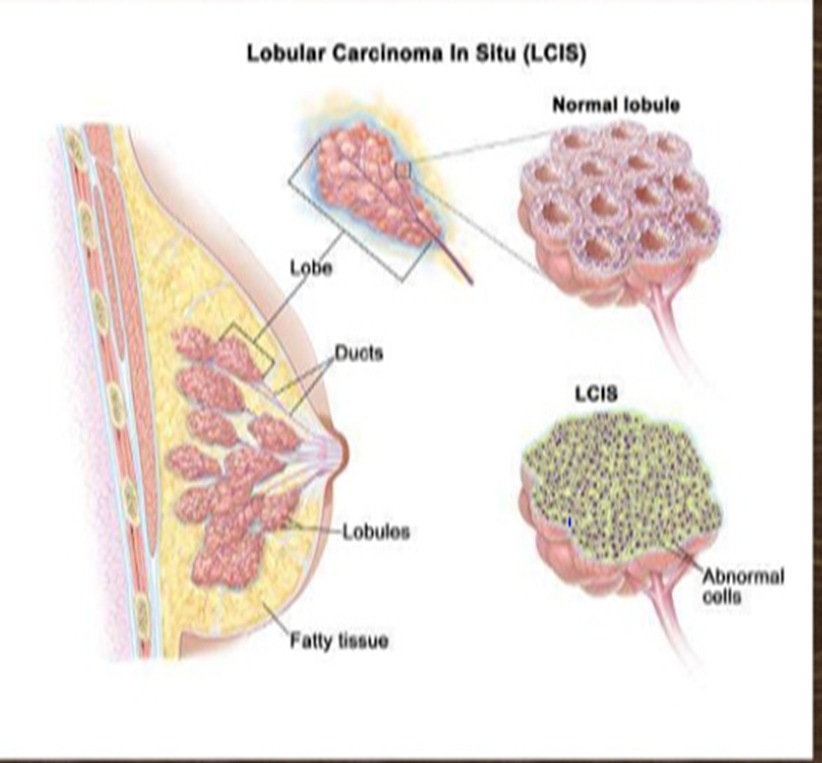 Lobular Carcinoma In Situ (LCIS)
Normal lobule
Lobe
Ducts
LCIS
Lobules
Abnormal
cells
Fatty tissue